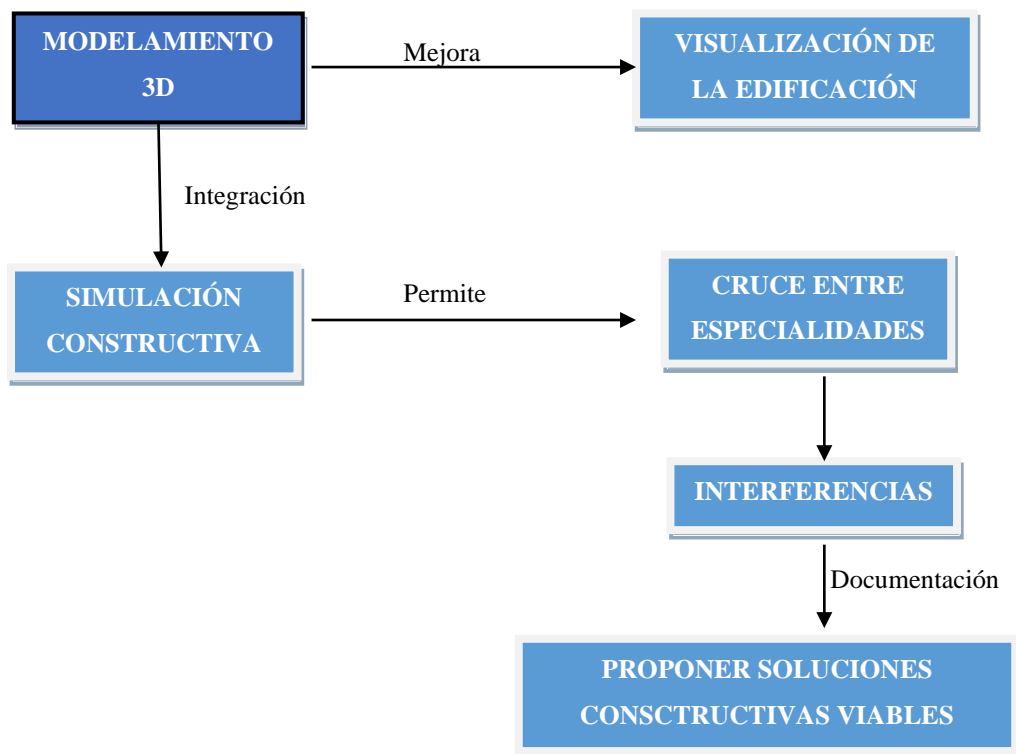 MODELAMIENTO
3D
Mejora
VISUALIZACIÓN DE
LA EDIFICACIÓN
Integración
SIMULACIÓN
CONSTRUCTIVA
Permite
CRUCE ENTRE
ESPECIALIDADES
INTERFERENCIAS
Documentación
PROPONER SOLUCIONES
CONSCTRUCTIVAS VIABLES